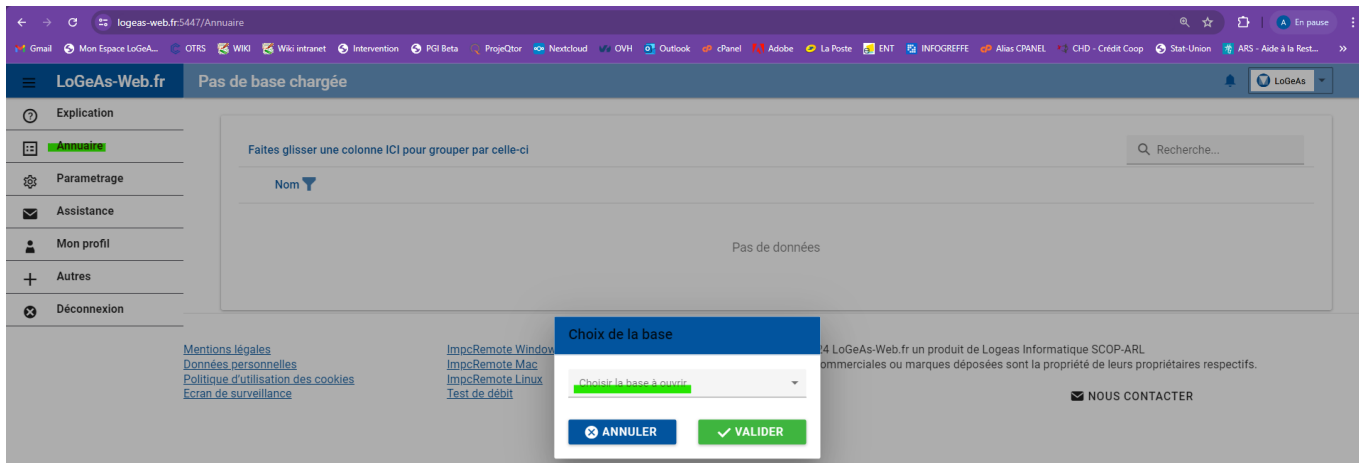 logeas-web.fr:5447/Annuaire
En pause
Gmail Mon Espace LoGeA... OTRS WIKI Wiki intranet Intervention PGI Beta ProjeQtor Nextcloud OVH Outlook cPanel Adobe La Poste ENT INFOGREFFE Alias CPANEL CHD - Crédit Coop Stat-Union ARS - Aide à la Rest... »
LoGeAs-Web.fr
Pas de base chargée
LoGeAs
Explication
Annuaire
Parametrage
Assistance
Mon profil
Autres
Déconnexion
Faites glisser une colonne ICI pour grouper par celle-ci
Recherche...
Nom
Pas de données
Choix de la base
Choisir la base à ouvrir
ANNULER
VALIDER
Mentions légales
Données personnelles
Politique d'utilisation des cookies
Ecran de surveillance
ImpcRemote Window
ImpcRemote Mac
ImpcRemote Linux
Test de débit
24 LoGeAs-Web.fr un produit de Logeas Informatique SCOP-ARL
ommerciales ou marques déposées sont la propriété de leurs propriétaires respectifs.
NOUS CONTACTER